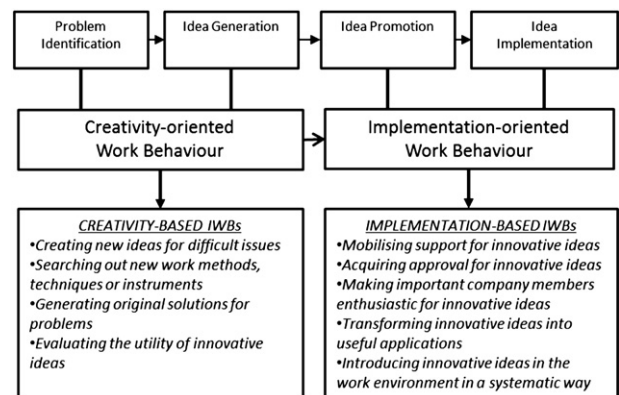 Problem
Identification
Idea Generation
Idea Promotion
Idea
Implementation
Creativity-oriented
Work Behaviour
Implementation-oriented
Work Behaviour
CREATIVITY-BASED IWBs
•Creating new ideas for difficult issues
•Searching out new work methods,
techniques or instruments
•Generating original solutions for
problems
•Evaluating the utility of innovative
ideas
IMPLEMENTATION-BASED IWBs
•Mobilising support for innovative ideas
•Acquiring approval for innovative ideas
•Making important company members
enthusiastic for innovative ideas
•Transforming innovative ideas into
useful applications
•Introducing innovative ideas in the
work environment in a systematic way